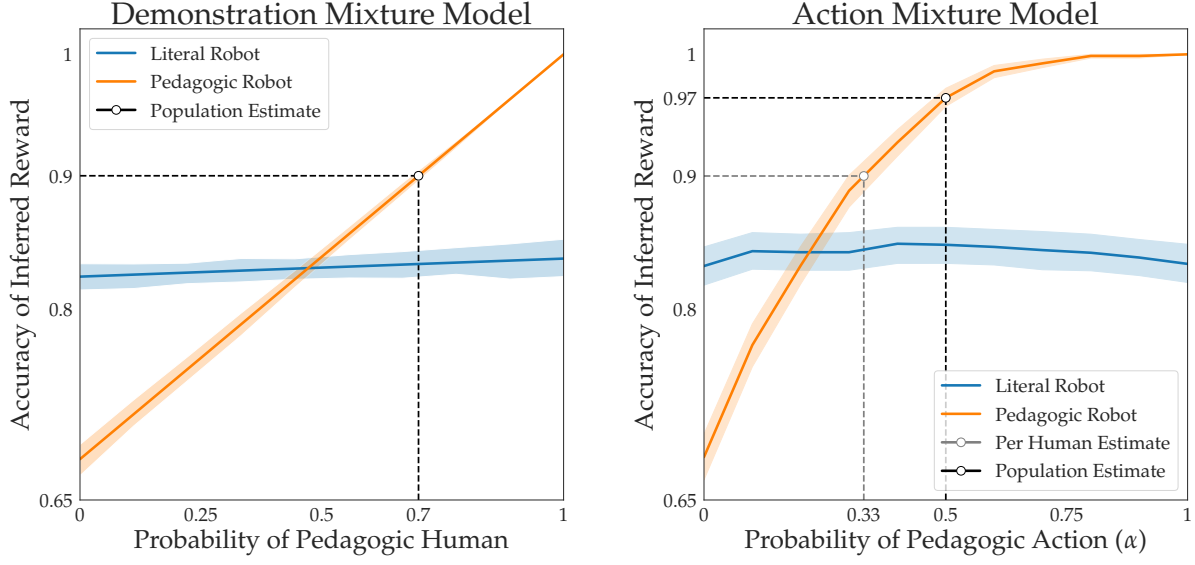 Demonstration Mixture Model
Accuracy of Inferred Reward
1
0.9
0.8
0.65
Literal Robot
Pedagogic Robot
Population Estimate
0
0.25
0.5
0.7
1
Probability of Pedagogic Human
Action Mixture Model
Accuracy of Inferred Reward
1
0.97
0.9
0.8
0.65
Literal Robot
Pedagogic Robot
Per Human Estimate
Population Estimate
0
0.33
0.5
0.75
1
Probability of Pedagogic Action (α)